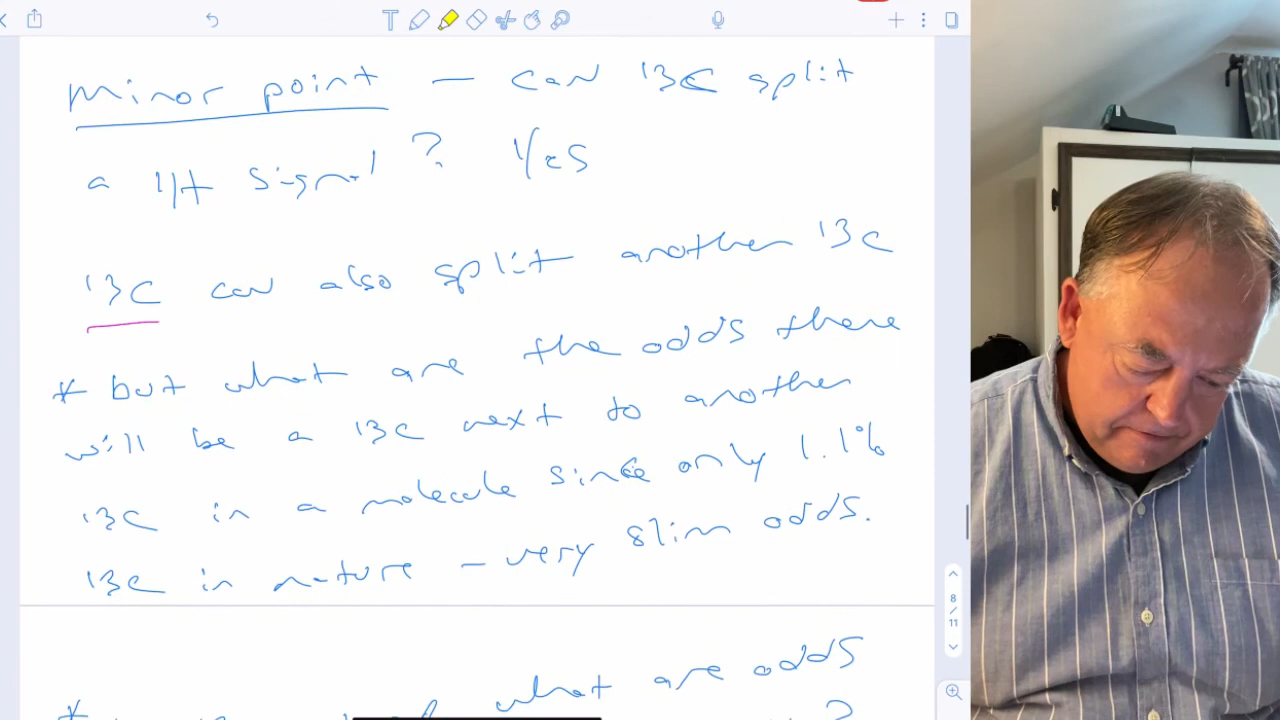 Minor point — can 13C split
a 1H signal? Yes
13C can also split another 13C
* but what are the odds there
will be a 13C next to another
13C in a molecule since only 1.1%
13C in nature - very slim odds.
what are odds
?
8
/
11